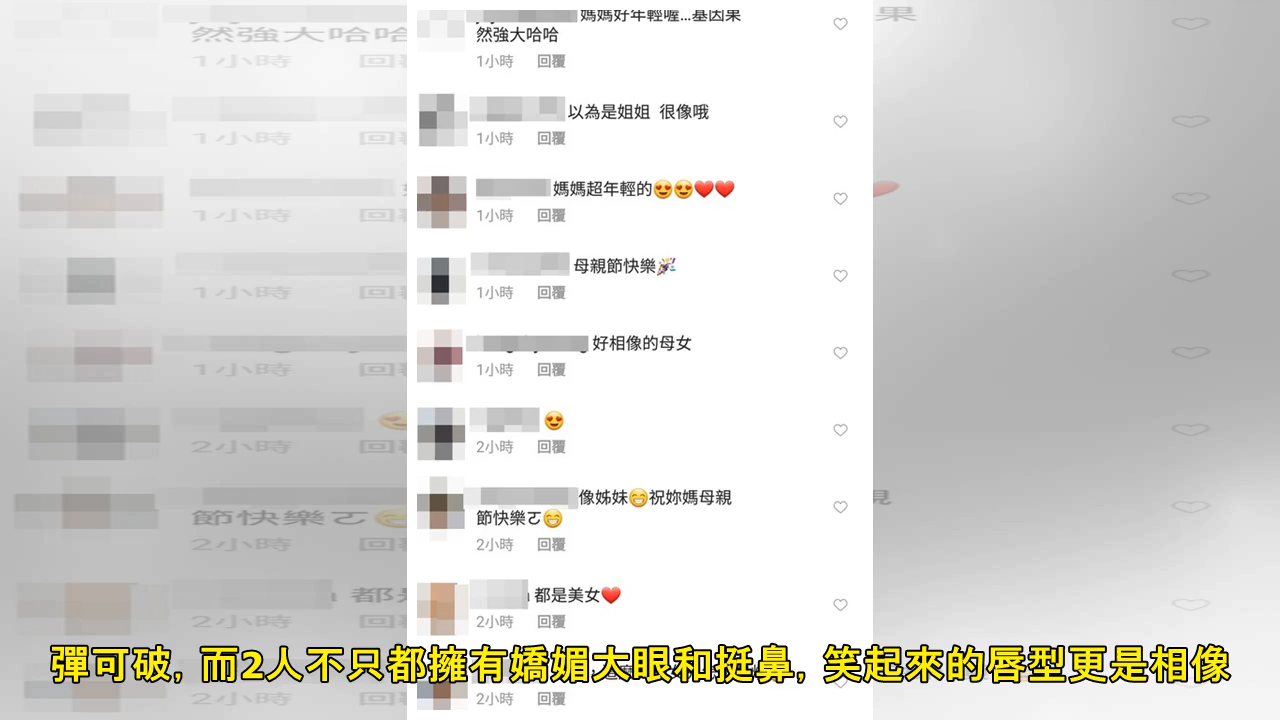 媽媽好年輕喔...基因果
然強大哈哈
1小時 回覆
以為是姐姐 很像哦
1小時 回覆
媽媽超年輕的😍😍❤️❤️
1小時 回覆
母親節快樂🎉
1小時 回覆
好相像的母女
1小時 回覆
😍
2小時 回覆
像姊妹😁祝妳媽母親
節快樂ㄛ😁
2小時 回覆
都是美女❤️
2小時 回覆
彈可破, 而2人不只都擁有嬌媚大眼和挺鼻, 笑起來的唇型更是相像
2小時 回覆